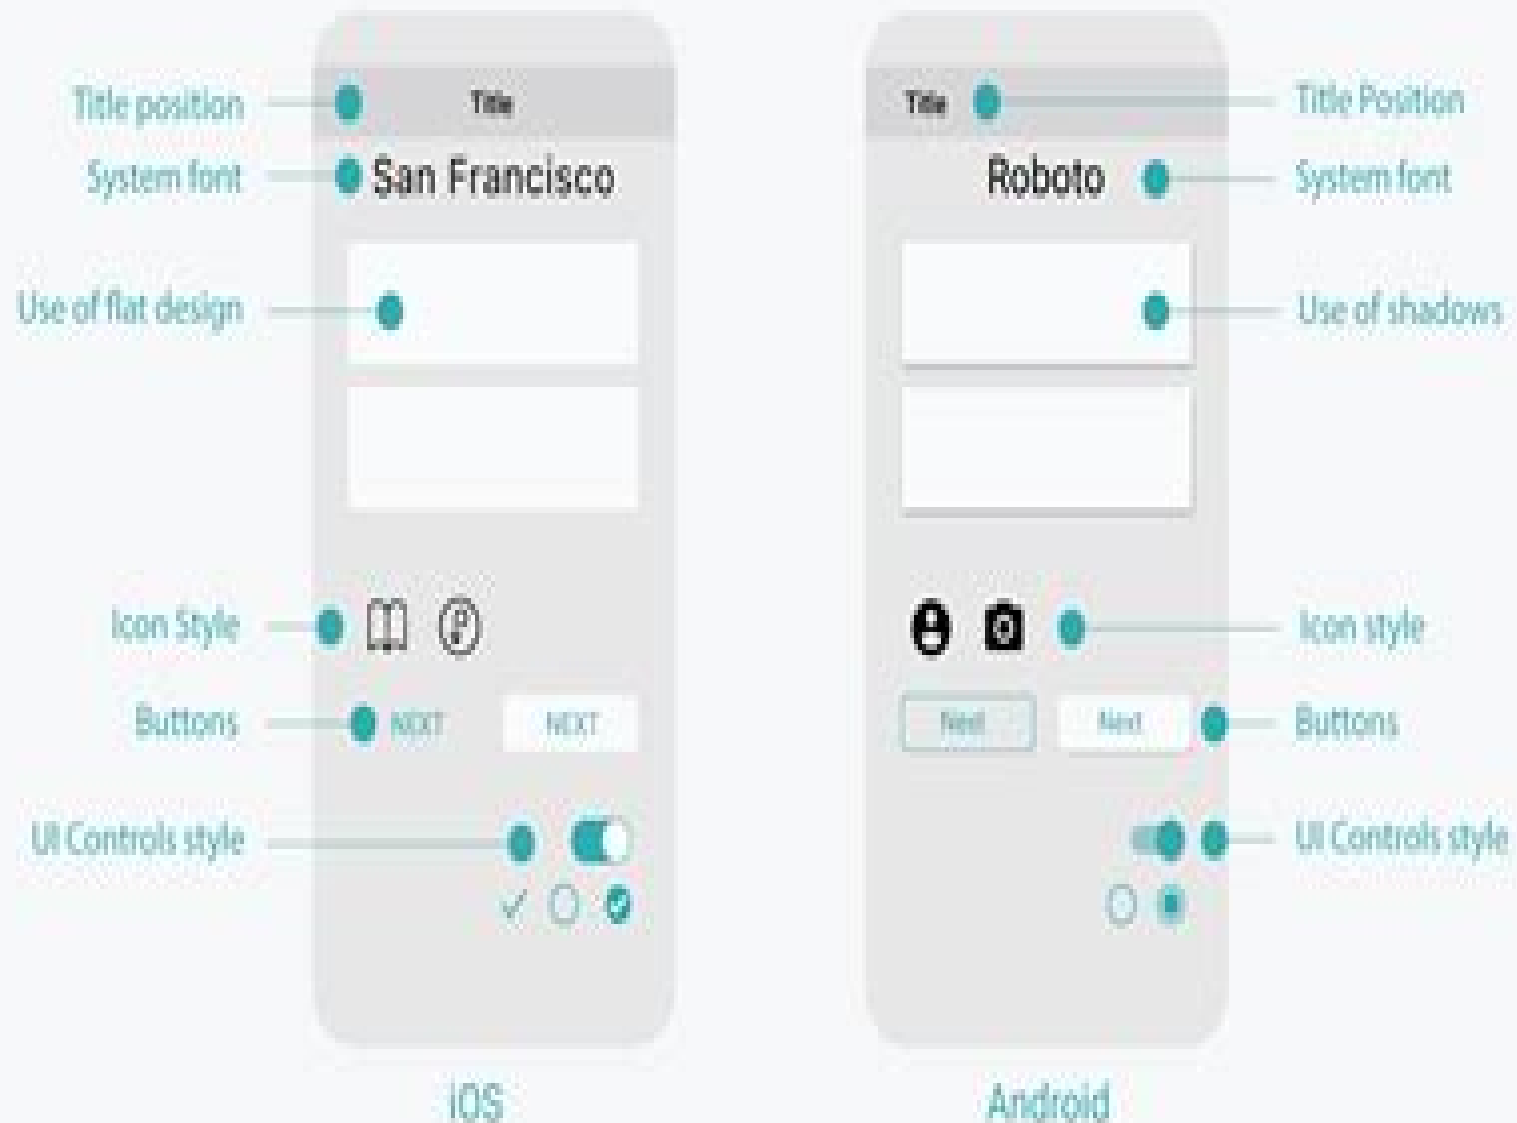 Title position
Title
System font
San Francisco
Use of flat design
Icon Style
Buttons
NEXT
NEXT
UI Controls style
iOS
Title
Title Position
Roboto
System font
Use of shadows
Icon style
Next
Next
Buttons
UI Controls style
Android